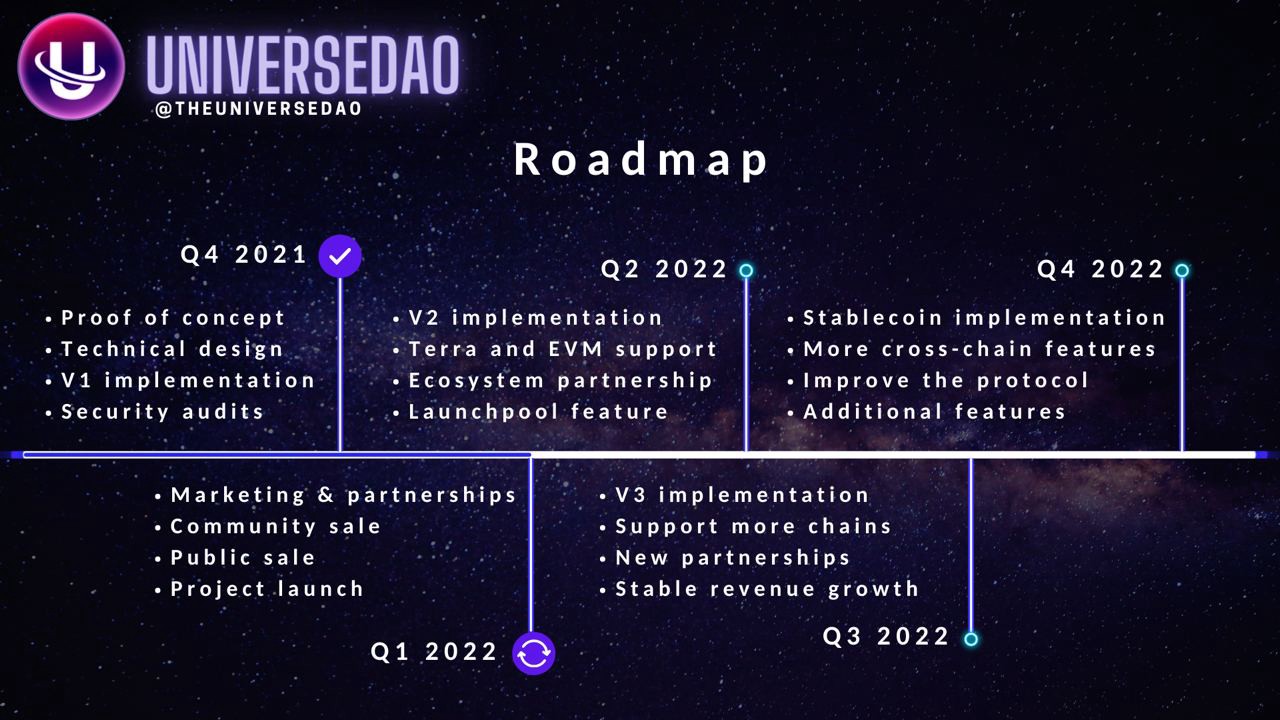 UNIVERSEDAO
@THEUNIVERSEDAO
Roadmap
Q4 2021
• Proof of concept
• Technical design
• V1 implementation
• Security audits
Q2 2022
• V2 implementation
• Terra and EVM support
• Ecosystem partnership
• Launchpool feature
Q4 2022
• Stablecoin implementation
• More cross-chain features
• Improve the protocol
• Additional features
• Marketing & partnerships
• Community sale
• Public sale
• Project launch
Q1 2022
• V3 implementation
• Support more chains
• New partnerships
• Stable revenue growth
Q3 2022